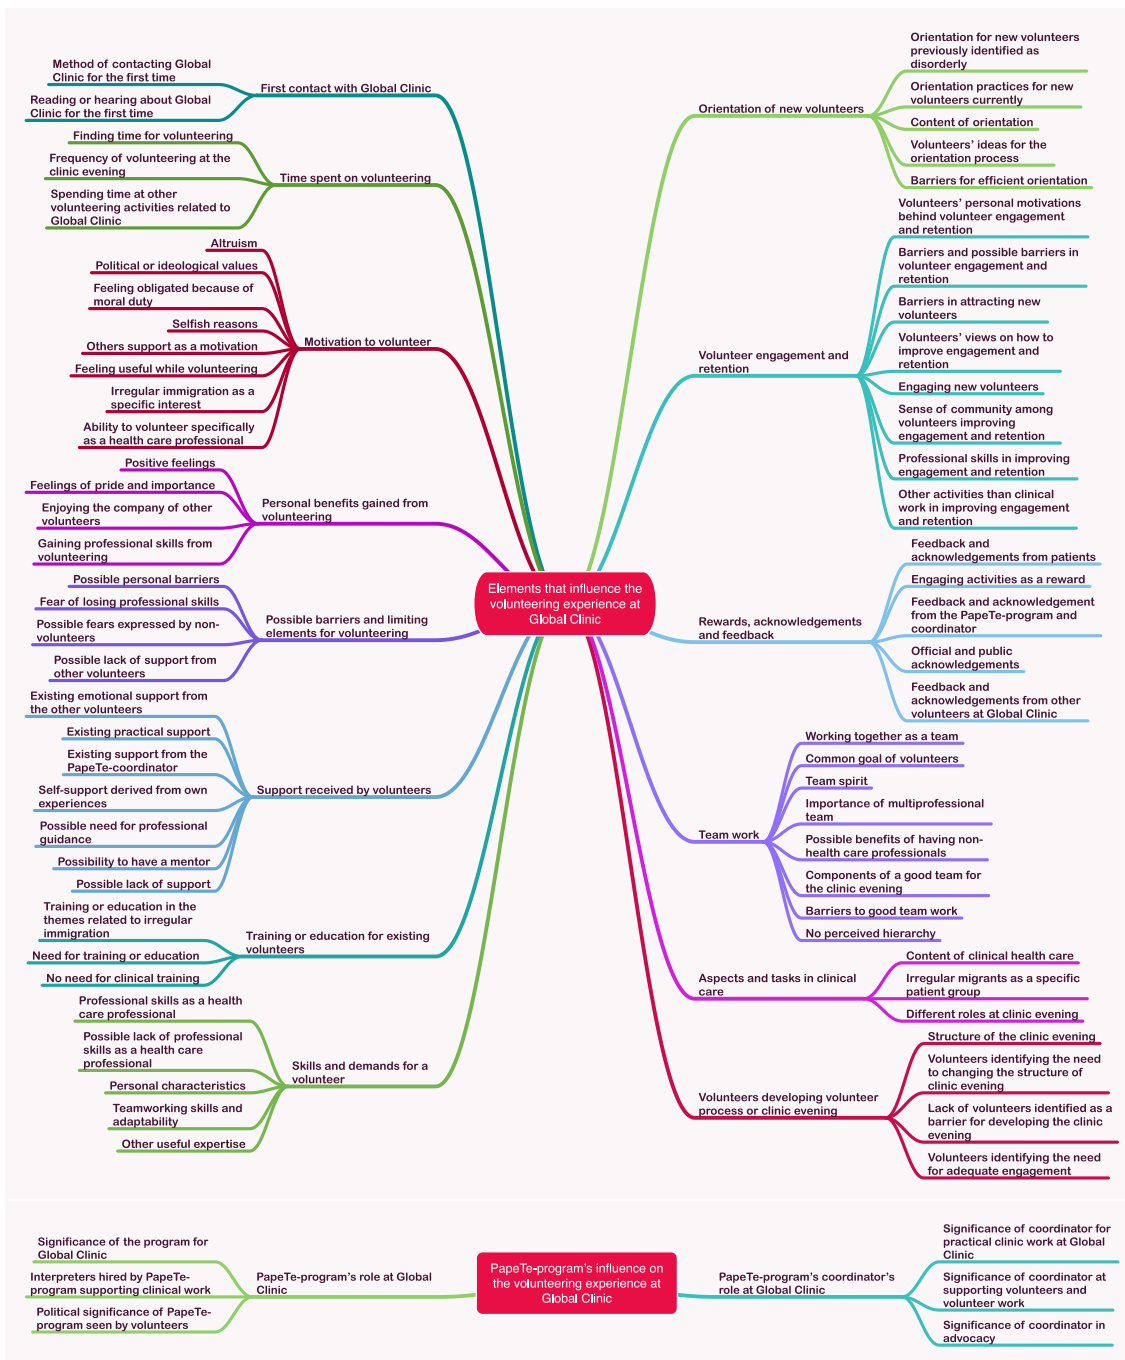 Method of contacting Global
Clinic for the first time
Reading or hearing about Global
Clinic for the first time
First contact with Global Clinic
Finding time for volunteering
Frequency of volunteering at the
clinic evening
Spending time at other
volunteering activities related to
Global Clinic
Time spent on volunteering
Altruism
Political or ideological values
Feeling obligated because of
moral duty
Selfish reasons
Others support as a motivation
Feeling useful while volunteering
Irregular immigration as a
specific interest
Ability to volunteer specifically
as a health care professional
Motivation to volunteer
Positive feelings
Feelings of pride and importance
Enjoying the company of other
volunteers
Gaining professional skills from
volunteering
Personal benefits gained from
volunteering
Possible personal barriers
Fear of losing professional skills
Possible fears expressed by non-
volunteers
Possible lack of support from
other volunteers
Possible barriers and limiting
elements for volunteering
Existing emotional support from
the other volunteers
Existing practical support
Existing support from the
PapeTe-coordinator
Self-support derived from own
experiences
Possible need for professional
guidance
Possibility to have a mentor
Possible lack of support
Support received by volunteers
Training or education in the
themes related to irregular
immigration
Need for training or education
No need for clinical training
Training or education for existing
volunteers
Professional skills as a health
care professional
Possible lack of professional
skills as a health care
professional
Personal characteristics
Teamworking skills and
adaptability
Other useful expertise
Skills and demands for a
volunteer
Elements that influence the
volunteering experience at
Global Clinic
Orientation of new volunteers
Orientation for new volunteers
previously identified as
disorderly
Orientation practices for new
volunteers currently
Content of orientation
Volunteers' ideas for the
orientation process
Barriers for efficient orientation
Volunteer engagement and
retention
Volunteers' personal motivations
behind volunteer engagement
and retention
Barriers and possible barriers in
volunteer engagement and
retention
Barriers in attracting new
volunteers
Volunteers' views on how to
improve engagement and
retention
Engaging new volunteers
Sense of community among
volunteers improving
engagement and retention
Professional skills in improving
engagement and retention
Other activities than clinical
work in improving engagement
and retention
Rewards, acknowledgements
and feedback
Feedback and
acknowledgements from patients
Engaging activities as a reward
Feedback and acknowledgement
from the PapeTe-program and
coordinator
Official and public
acknowledgements
Feedback and
acknowledgements from other
volunteers at Global Clinic
Team work
Working together as a team
Common goal of volunteers
Team spirit
Importance of multiprofessional
team
Possible benefits of having non-
health care professionals
Components of a good team for
the clinic evening
Barriers to good team work
No perceived hierarchy
Aspects and tasks in clinical
care
Content of clinical health care
Irregular migrants as a specific
patient group
Different roles at clinic evening
Volunteers developing volunteer
process or clinic evening
Structure of the clinic evening
Volunteers identifying the need
to changing the structure of
clinic evening
Lack of volunteers identified as a
barrier for developing the clinic
evening
Volunteers identifying the need
for adequate engagement
Significance of the program for
Global Clinic
Interpreters hired by PapeTe-
program supporting clinical work
Political significance of PapeTe-
program seen by volunteers
PapeTe-program's role at Global
Clinic
PapeTe-program's influence on
the volunteering experience at
Global Clinic
PapeTe-program's coordinator's
role at Global Clinic
Significance of coordinator for
practical clinic work at Global
Clinic
Significance of coordinator at
supporting volunteers and
volunteer work
Significance of coordinator in
advocacy